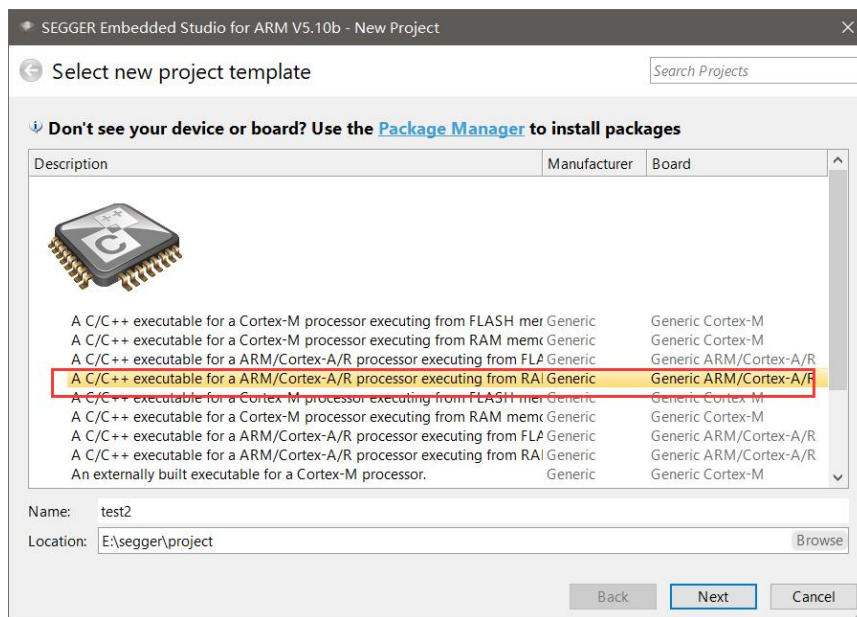 SEGGER Embedded Studio for ARM V5.10b - New Project
Select new project template
Search Projects
Don't see your device or board? Use the Package Manager to install packages
Description Manufacturer Board
A C/C++ executable for a Cortex-M processor executing from FLASH mer Generic Generic Cortex-M
A C/C++ executable for a Cortex-M processor executing from RAM memc Generic Generic Cortex-M
A C/C++ executable for a ARM/Cortex-A/R processor executing from FLA Generic Generic ARM/Cortex-A/R
A C/C++ executable for a ARM/Cortex-A/R processor executing from RAI Generic Generic ARM/Cortex-A/R
A C/C++ executable for a Cortex-M processor executing from FLASH mer Generic Generic Cortex-M
A C/C++ executable for a Cortex-M processor executing from RAM memc Generic Generic Cortex-M
A C/C++ executable for a ARM/Cortex-A/R processor executing from FLA Generic Generic ARM/Cortex-A/R
A C/C++ executable for a ARM/Cortex-A/R processor executing from RAI Generic Generic ARM/Cortex-A/R
An externally built executable for a Cortex-M processor. Generic Generic Cortex-M
Name: test2
Location: E:\segger\project Browse
Back Next Cancel